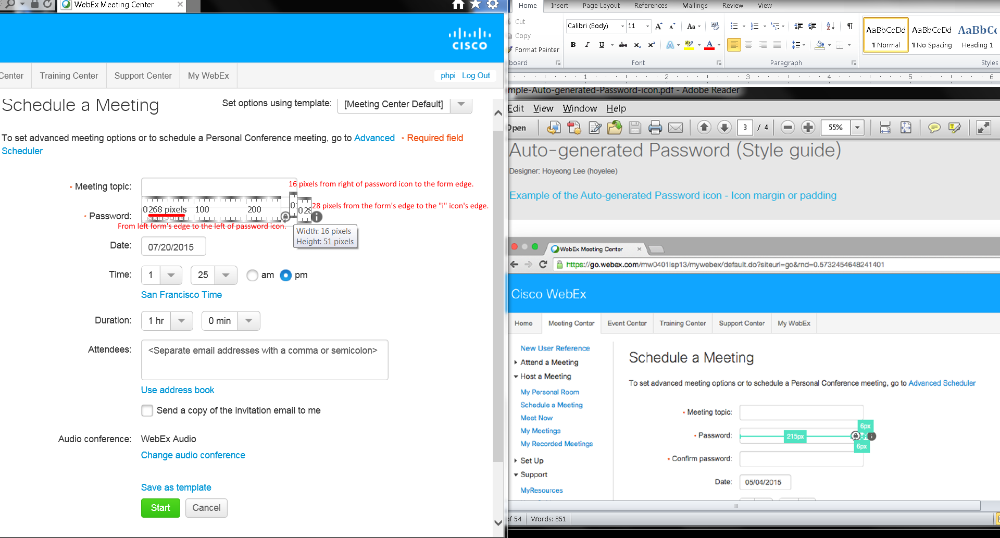 WebEx Meeting Center
CISCO
Center
Training Center
Support Center
My WebEx
phpi
Log Out
Schedule a Meeting
Set options using template:
[Meeting Center Default]
To set advanced meeting options or to schedule a Personal Conference meeting, go to Advanced
* Required field
Scheduler
* Meeting topic:
16 pixels from right of password icon to the form edge.
28 pixels from the form's edge to the "i" icon's edge.
* Password:
0268 pixels 100 200
From left form's edge to the left of password icon.
Width: 16 pixels
Height: 51 pixels
Date:
07/20/2015
Time:
1
25
am
pm
San Francisco Time
Duration:
1 hr
0 min
Attendees:
<Separate email addresses with a comma or semicolon>
Use address book
Send a copy of the invitation email to me
Audio conference:
WebEx Audio
Change audio conference
Save as template
Start
Cancel
Home
Insert
Page Layout
References
Mailings
Review
View
Cut
Copy
Format Painter
board
Calibri (Body)
11
B I U abc x₂ x²
Font
Paragraph
AaBbCcDd
¶ Normal
AaBbCcDd
¶ No Spacing
AaBbCc
Heading 1
Styles
1 2 3 4 5 6
mple-Auto-generated-Password-icon.pdf - Adobe Reader
Edit View Window Help
Open
3 / 4
55%
Auto-generated Password (Style guide)
Designer: Hoyeong Lee (hoyelee)
Example of the Auto-generated Password icon - Icon margin or padding
WebEx Meeting Center
https://go.webex.com/mw0401lsp13/mywebex/default.do?siteurl=go&rnd=0.5732454648241401
Cisco WebEx
Home
Meeting Center
Event Center
Training Center
Support Center
My WebEx
New User Reference
Attend a Meeting
Host a Meeting
My Personal Room
Schedule a Meeting
Meet Now
My Meetings
My Recorded Meetings
Set Up
Support
MyResources
Schedule a Meeting
To set advanced meeting options or to schedule a Personal Conference meeting, go to Advanced Scheduler
* Meeting topic:
6px
* Password:
215px
6px
* Confirm password:
Date:
05/04/2015
of 54
Words: 851